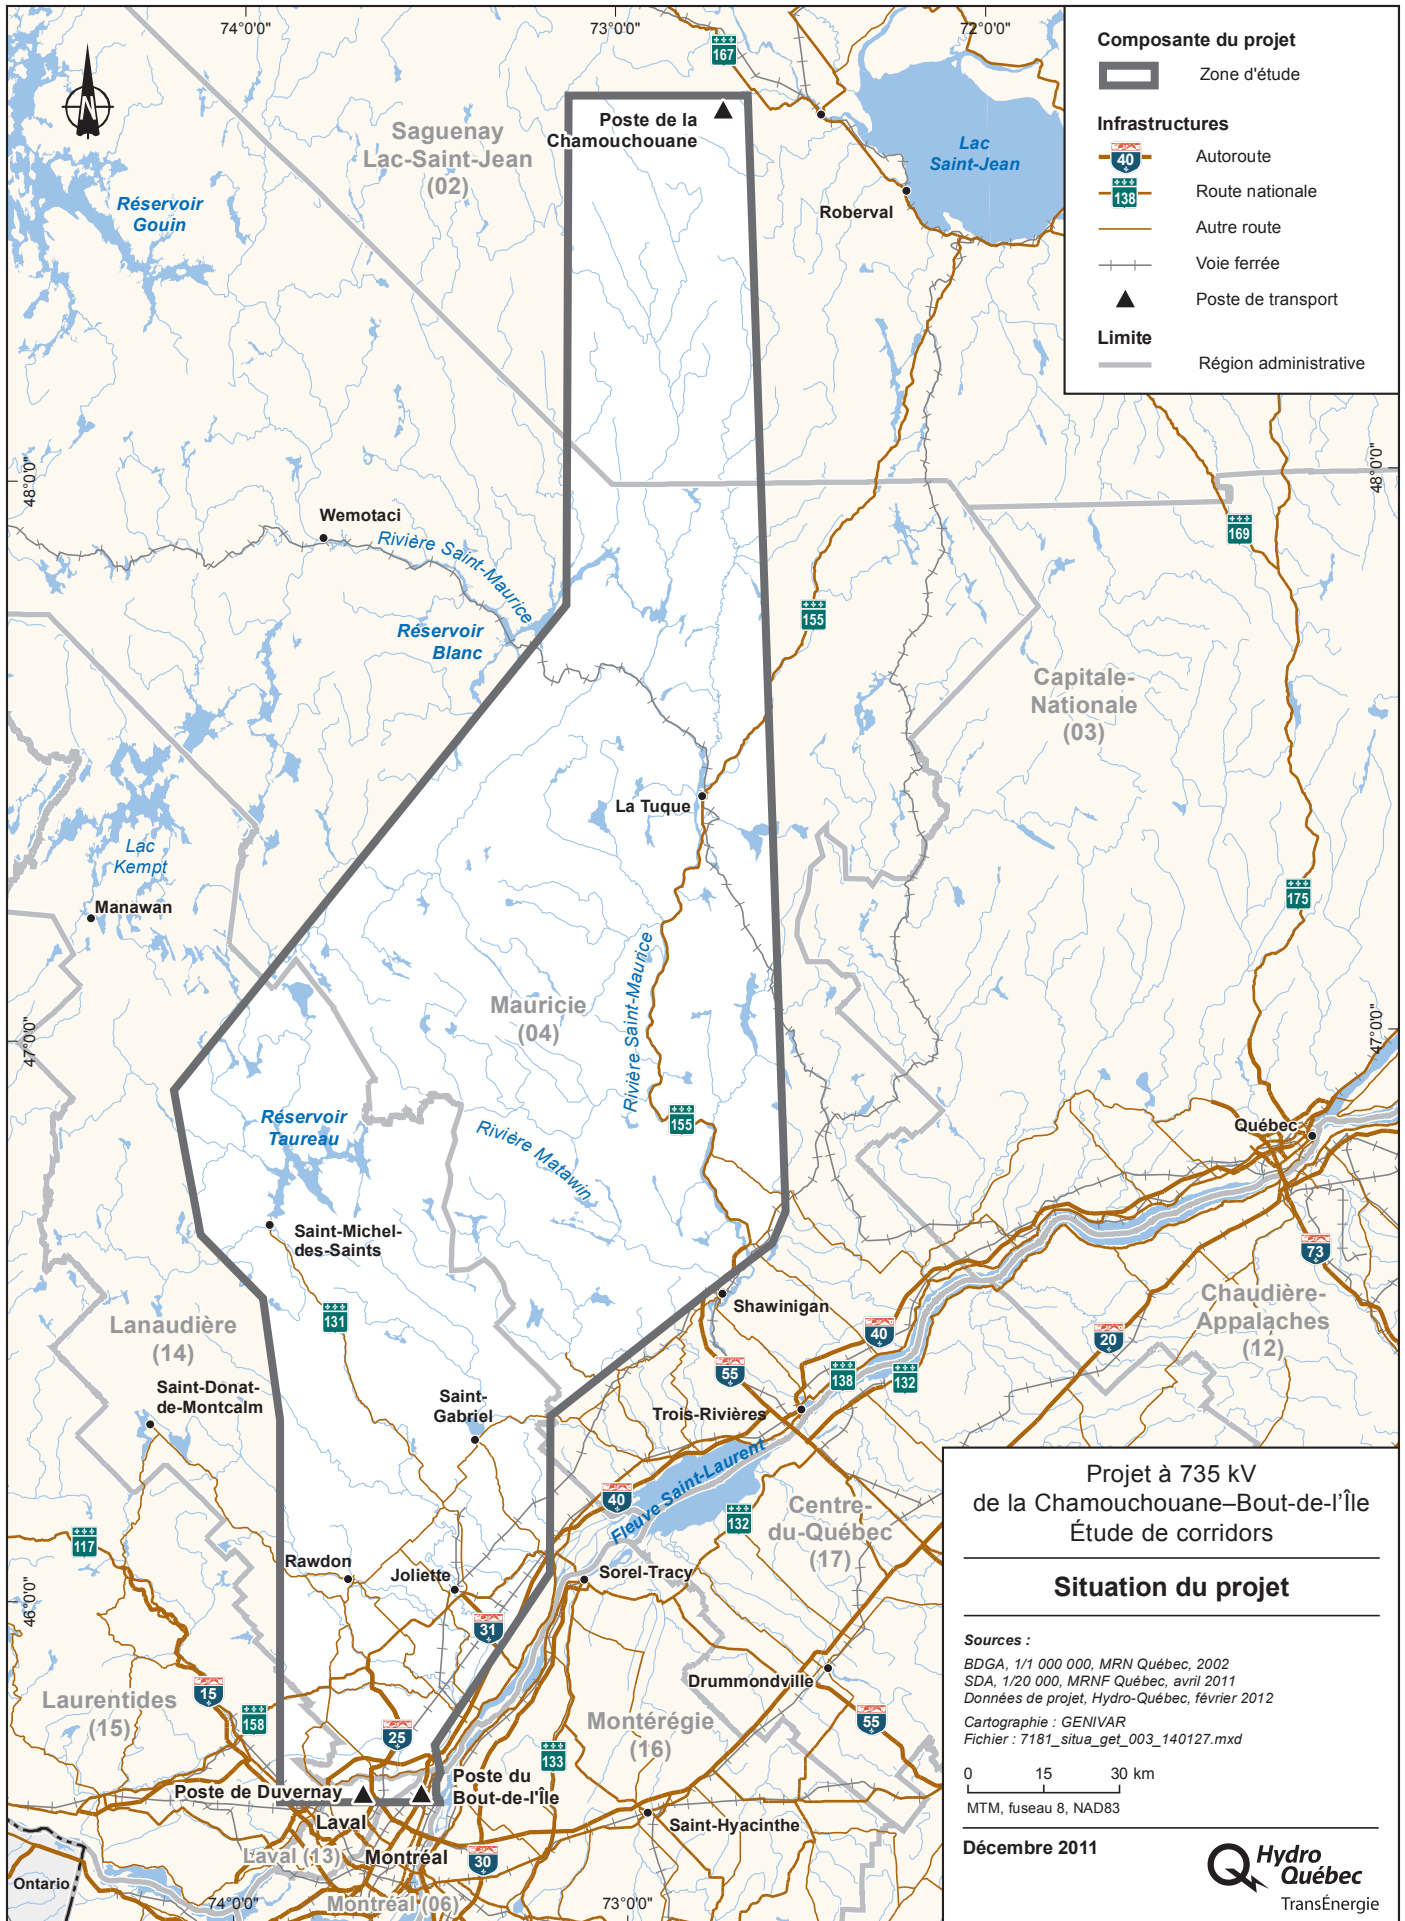 74°0'0"
73°0'0"
72°0'0"
167
Composante du projet
Zone d'étude
Infrastructures
40
Autoroute
138
Route nationale
Autre route
Voie ferrée
Poste de transport
Limite
Région administrative
N
Poste de la
Chamouchouane
Saguenay
Lac-Saint-Jean
(02)
Lac
Saint-Jean
Réservoir
Gouin
Roberval
48°0'0"
48°0'0"
Wemotaci
Rivière Saint-Maurice
169
155
Réservoir
Blanc
Capitale-
Nationale
(03)
La Tuque
Lac
Kempt
Manawan
175
Rivière Saint-Maurice
Mauricie
(04)
47°0'0"
47°0'0"
Réservoir
Taureau
155
Rivière Matawin
Québec
Saint-Michel-
des-Saints
73
Shawinigan
Chaudière-
Appalaches
(12)
131
Lanaudière
(14)
40
20
55
138
132
Saint-Donat-
de-Montcalm
Saint-
Gabriel
Trois-Rivières
Fleuve Saint-Laurent
40
132
Centre-
du-Québec
(17)
117
Rawdon
Joliette
Sorel-Tracy
46°0'0"
31
Drummondville
15
Laurentides
(15)
158
25
Montérégie
(16)
55
133
Poste de Duvernay
Poste du
Bout-de-l'Île
Laval
Saint-Hyacinthe
Laval (13)
Montréal
30
Ontario
74°0'0"
Montréal (06)
73°0'0"
Projet à 735 kV
de la Chamouchouane–Bout-de-l'Île
Étude de corridors
Situation du projet
Sources :
BDGA, 1/1 000 000, MRN Québec, 2002
SDA, 1/20 000, MRNF Québec, avril 2011
Données de projet, Hydro-Québec, février 2012
Cartographie : GENIVAR
Fichier : 7181_situa_get_003_140127.mxd
0 15 30 km
MTM, fuseau 8, NAD83
Décembre 2011
Hydro
Québec
TransÉnergie